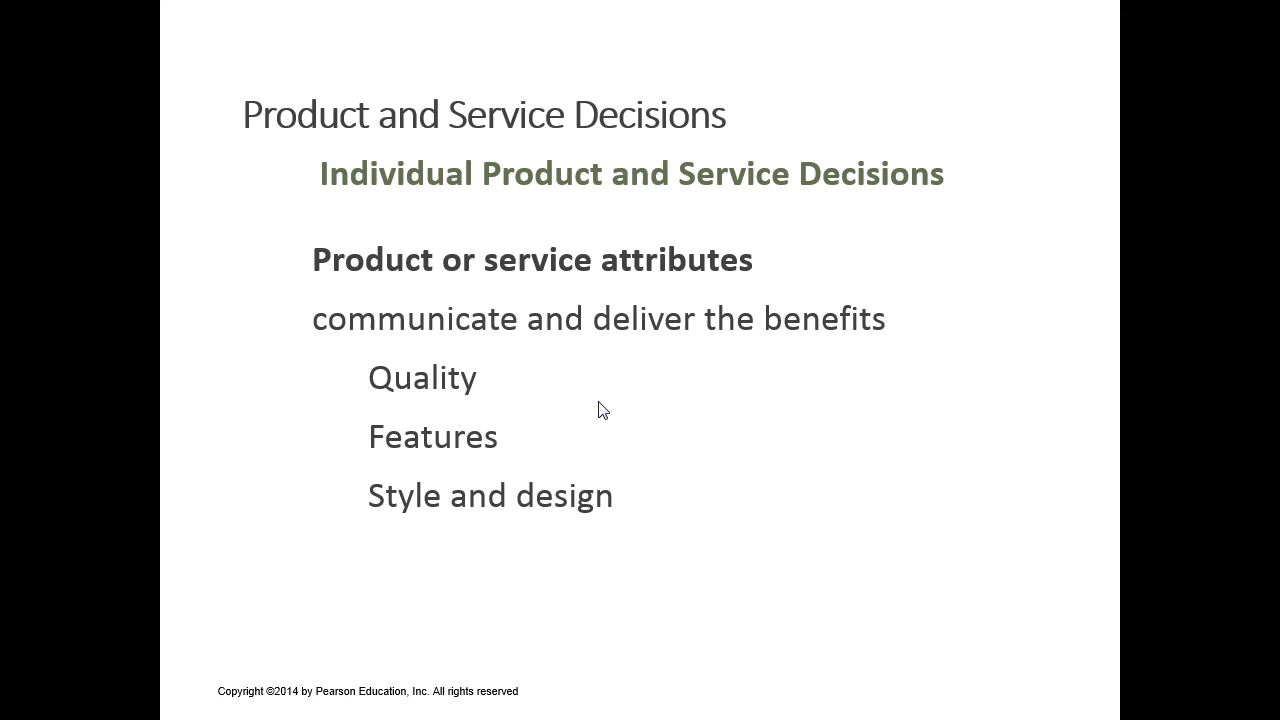 Product and Service Decisions
Individual Product and Service Decisions
Product or service attributes
communicate and deliver the benefits
Quality
Features
Style and design
Copyright ©2014 by Pearson Education, Inc. All rights reserved